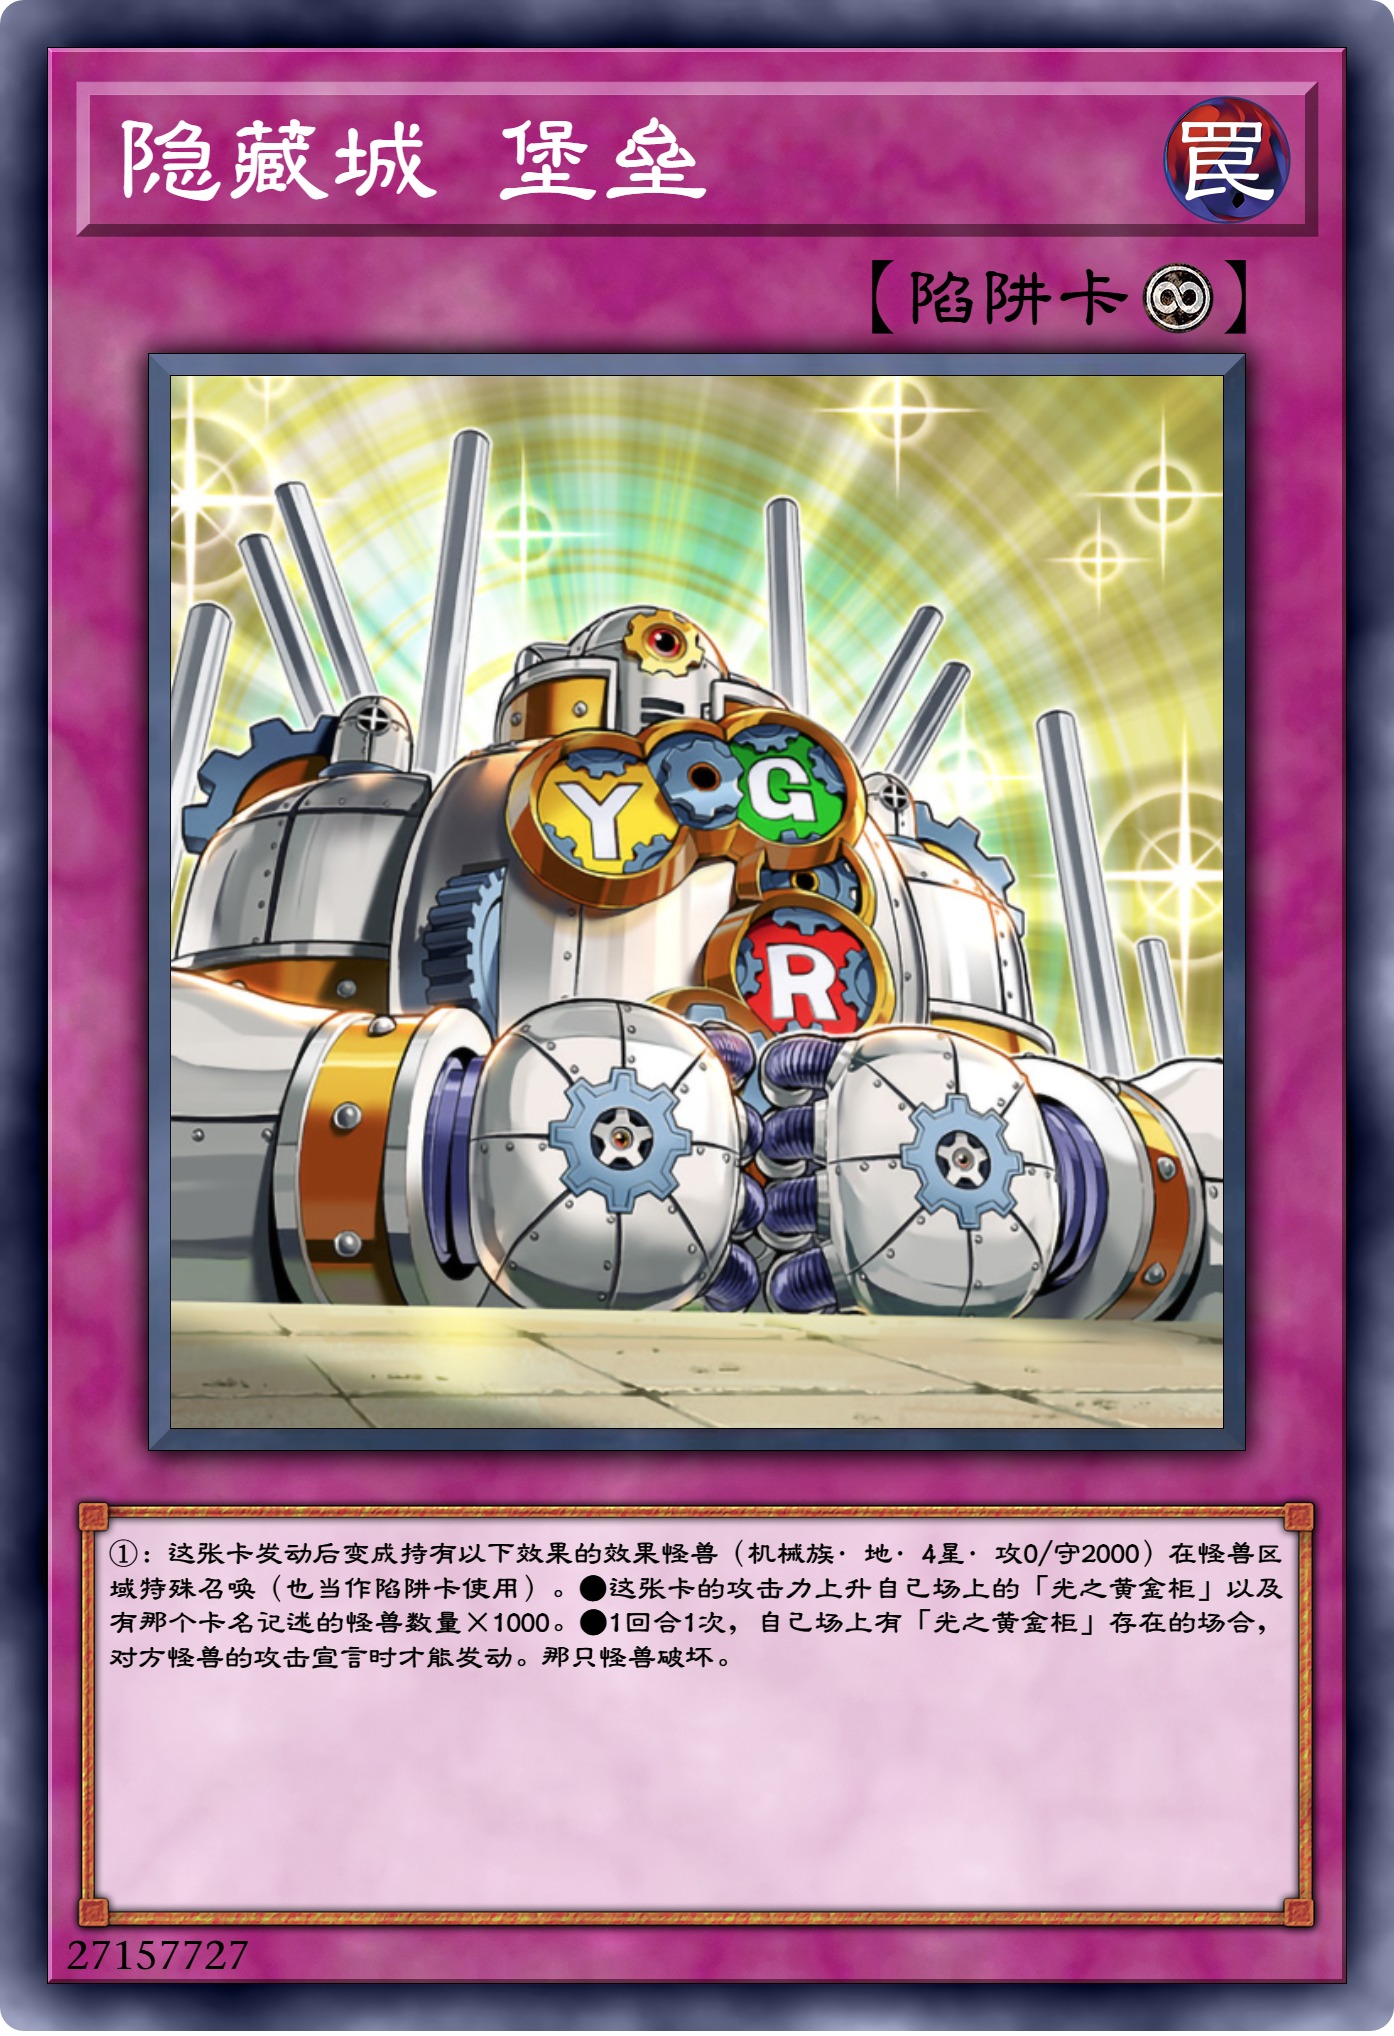 隐藏城 堡垒
罠
【陷阱卡♾】
Y G
R
①：这张卡发动后变成持有以下效果的效果怪兽（机械族·地·4星·攻0/守2000）在怪兽区
域特殊召唤（也当作陷阱卡使用）。●这张卡的攻击力上升自己场上的「光之黄金柜」以及
有那个卡名记述的怪兽数量×1000。●1回合1次，自己场上有「光之黄金柜」存在的场合，
对方怪兽的攻击宣言时才能发动。那只怪兽破坏。
27157727